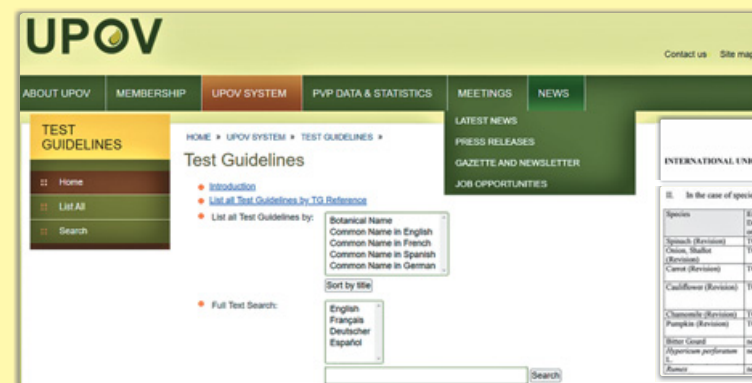 UPOV
Contact us Site map
ABOUT UPOV MEMBERSHIP UPOV SYSTEM PVP DATA & STATISTICS MEETINGS NEWS
LATEST NEWS
PRESS RELEASES
GAZETTE AND NEWSLETTER
JOB OPPORTUNITIES
TEST
GUIDELINES
Home
List All
Search
HOME » UPOV SYSTEM » TEST GUIDELINES »
Test Guidelines
Introduction
List all Test Guidelines by TG Reference
List all Test Guidelines by:
Botanical Name
Common Name in English
Common Name in French
Common Name in Spanish
Common Name in German
Sort by title
Full Text Search:
English
Français
Deutscher
Español
Search
INTERNATIONAL
II. In the case of
Species
Spinach (Revision)
Onion, Shallot
(Revision)
Carrot (Revision)
Cauliflower (Revision)
Chamomile (Revision)
Pumpkin (Revision)
Bitter Gourd
Hypericum perforatum
L.
Rumex